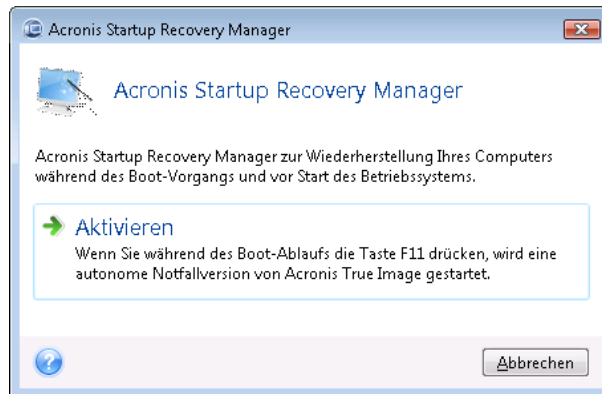 Acronis Startup Recovery Manager
Acronis Startup Recovery Manager
Acronis Startup Recovery Manager zur Wiederherstellung Ihres Computers
während des Boot-Vorgangs und vor Start des Betriebssystems.
Aktivieren
Wenn Sie während des Boot-Ablaufs die Taste F11 drücken, wird eine
autonome Notfallversion von Acronis True Image gestartet.
Abbrechen